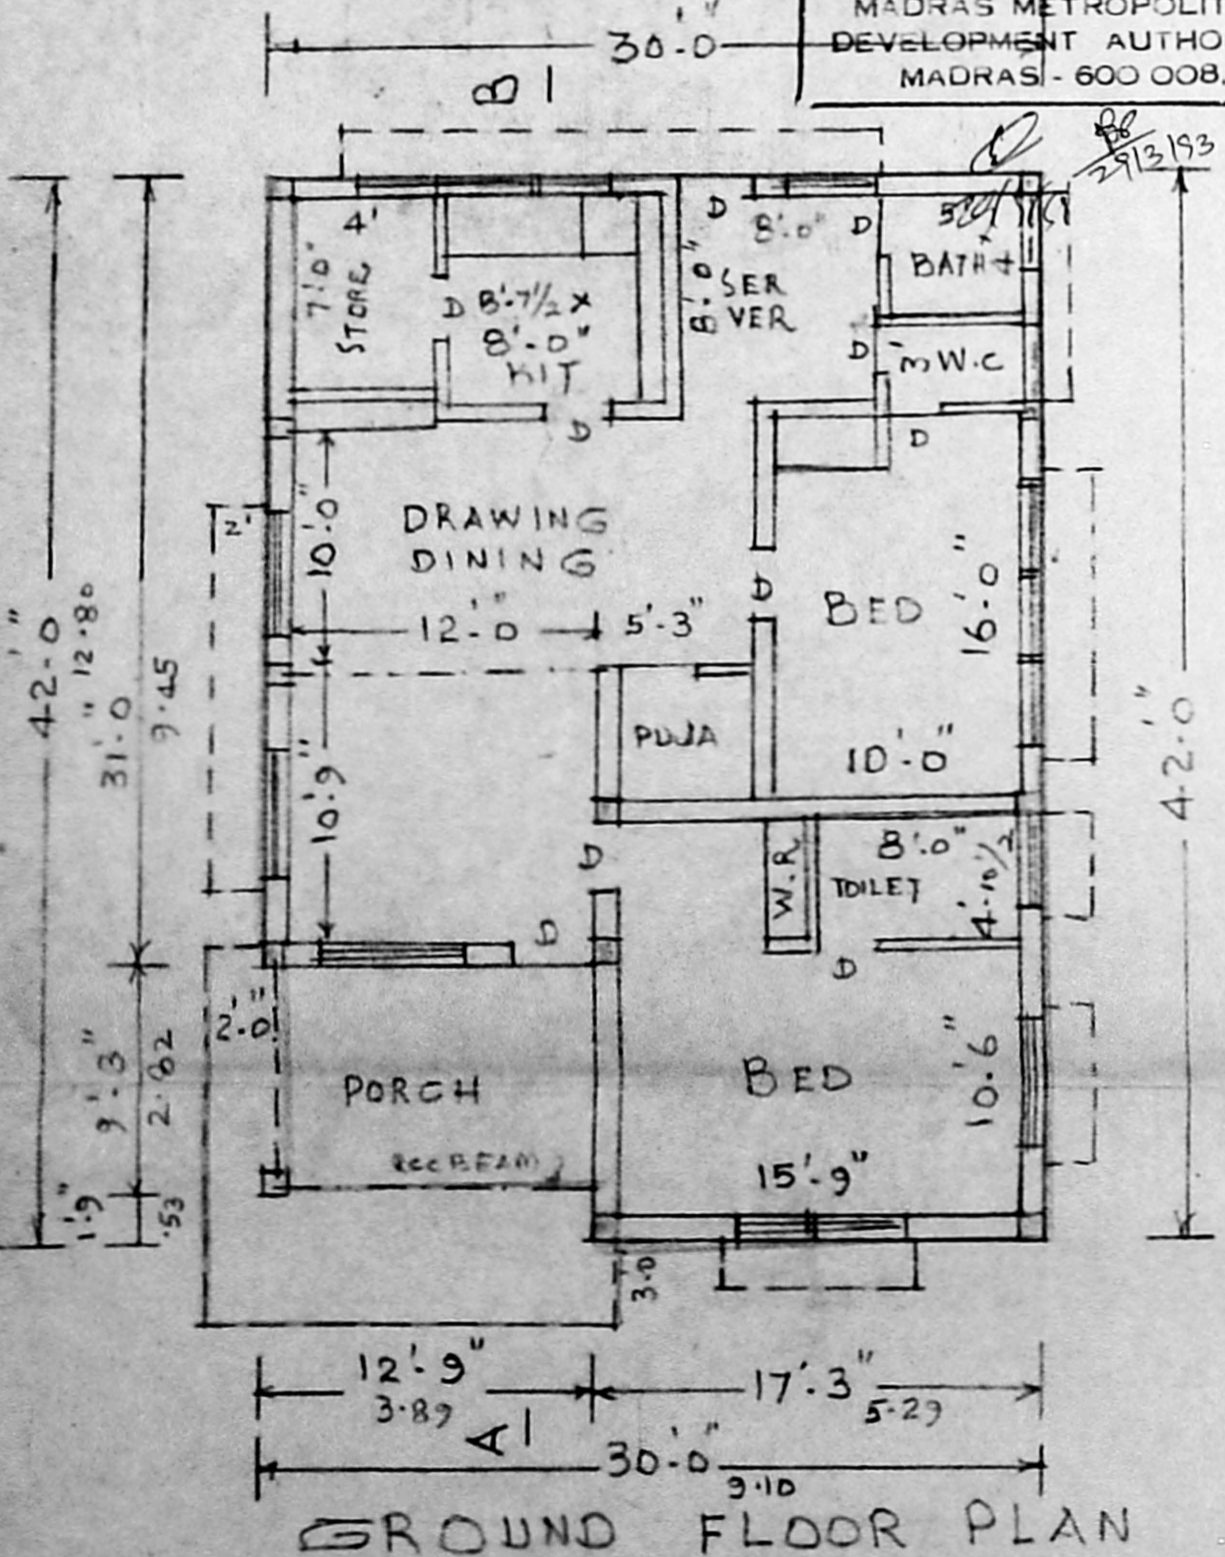 30'-0"
MADRAS METROPOLIT
DEVELOPMENT AUTHO
MADRAS - 600 008.
B
29/3/93
4'
7'0"
STORE
D
8'-7½ x
8'-0"
KIT
D
D
8'.0"
D
8'.0"
SER
VER
BATH
D
W.C
D
2'
10'.0"
DRAWING
DINING
12'-0"
5'-3"
D
BED
16'.0"
10'-0"
PUJA
10'.9"
D
D
W.R
8'.0"
TOILET
4'.10½
D
42'-0"
12.80
31'-0"
9.45
42'.0"
2'.0"
9'.3"
2.82
PORCH
RCC BEAM
BED
10'.6"
15'-9"
1'9"
.53
3.0
12'-9"
3.89
17'.3"
5.29
A
30'-0"
9.10
GROUND FLOOR PLAN